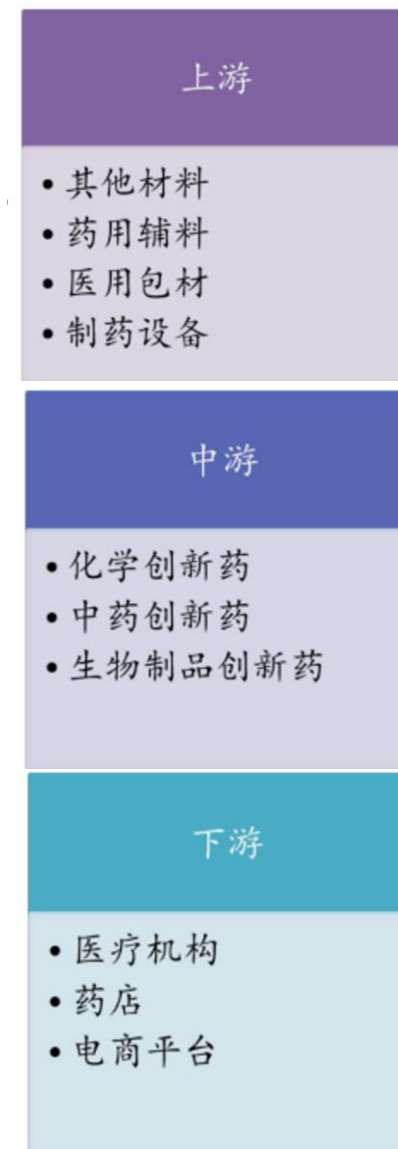 上游
• 其他材料
• 药用辅料
• 医用包材
• 制药设备
中游
• 化学创新药
• 中药创新药
• 生物制品创新药
下游
• 医疗机构
• 药店
• 电商平台